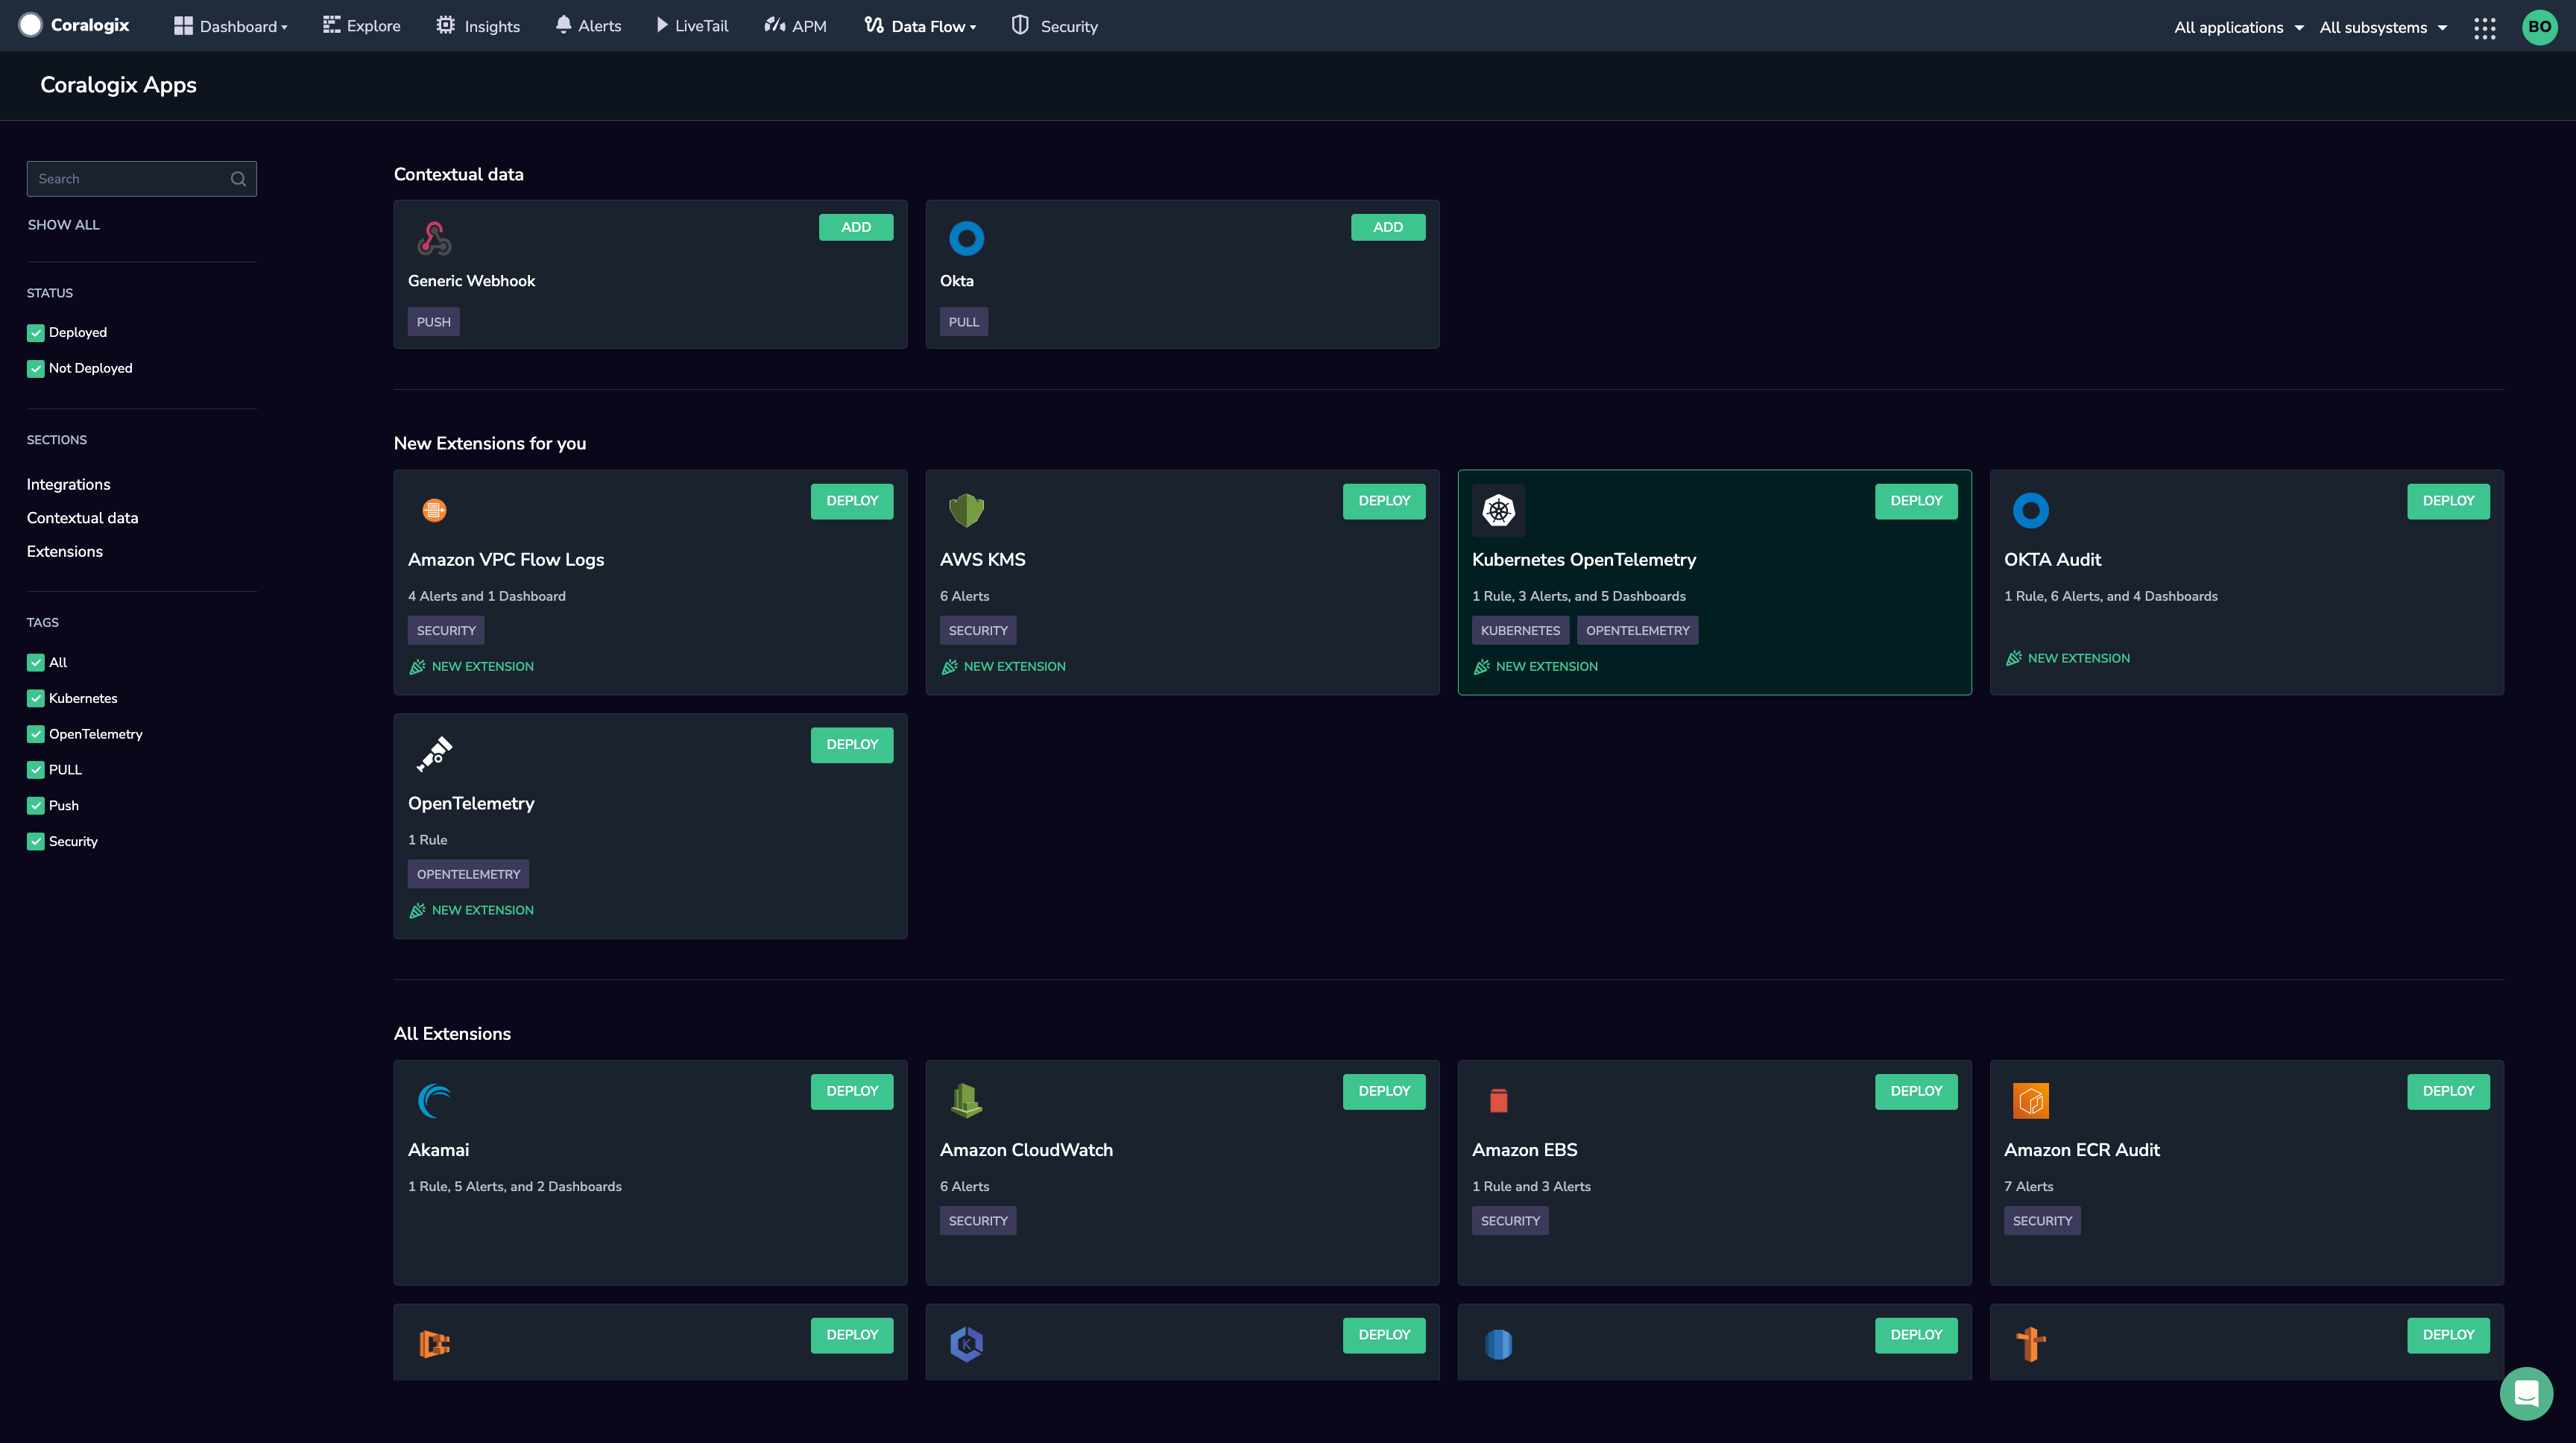 Coralogix
Dashboard
Explore
Insights
Alerts
LiveTail
APM
Data Flow
Security
All applications
All subsystems
BO
Coralogix Apps
Search
SHOW ALL
STATUS
Deployed
Not Deployed
SECTIONS
Integrations
Contextual data
Extensions
TAGS
All
Kubernetes
OpenTelemetry
PULL
Push
Security
Contextual data
ADD
Generic Webhook
PUSH
ADD
Okta
PULL
New Extensions for you
DEPLOY
Amazon VPC Flow Logs
4 Alerts and 1 Dashboard
SECURITY
NEW EXTENSION
DEPLOY
AWS KMS
6 Alerts
SECURITY
NEW EXTENSION
DEPLOY
Kubernetes OpenTelemetry
1 Rule, 3 Alerts, and 5 Dashboards
KUBERNETES OPENTELEMETRY
NEW EXTENSION
DEPLOY
OKTA Audit
1 Rule, 6 Alerts, and 4 Dashboards
NEW EXTENSION
DEPLOY
OpenTelemetry
1 Rule
OPENTELEMETRY
NEW EXTENSION
All Extensions
DEPLOY
Akamai
1 Rule, 5 Alerts, and 2 Dashboards
DEPLOY
Amazon CloudWatch
6 Alerts
SECURITY
DEPLOY
Amazon EBS
1 Rule and 3 Alerts
SECURITY
DEPLOY
Amazon ECR Audit
7 Alerts
SECURITY
DEPLOY
K
DEPLOY
DEPLOY
DEPLOY